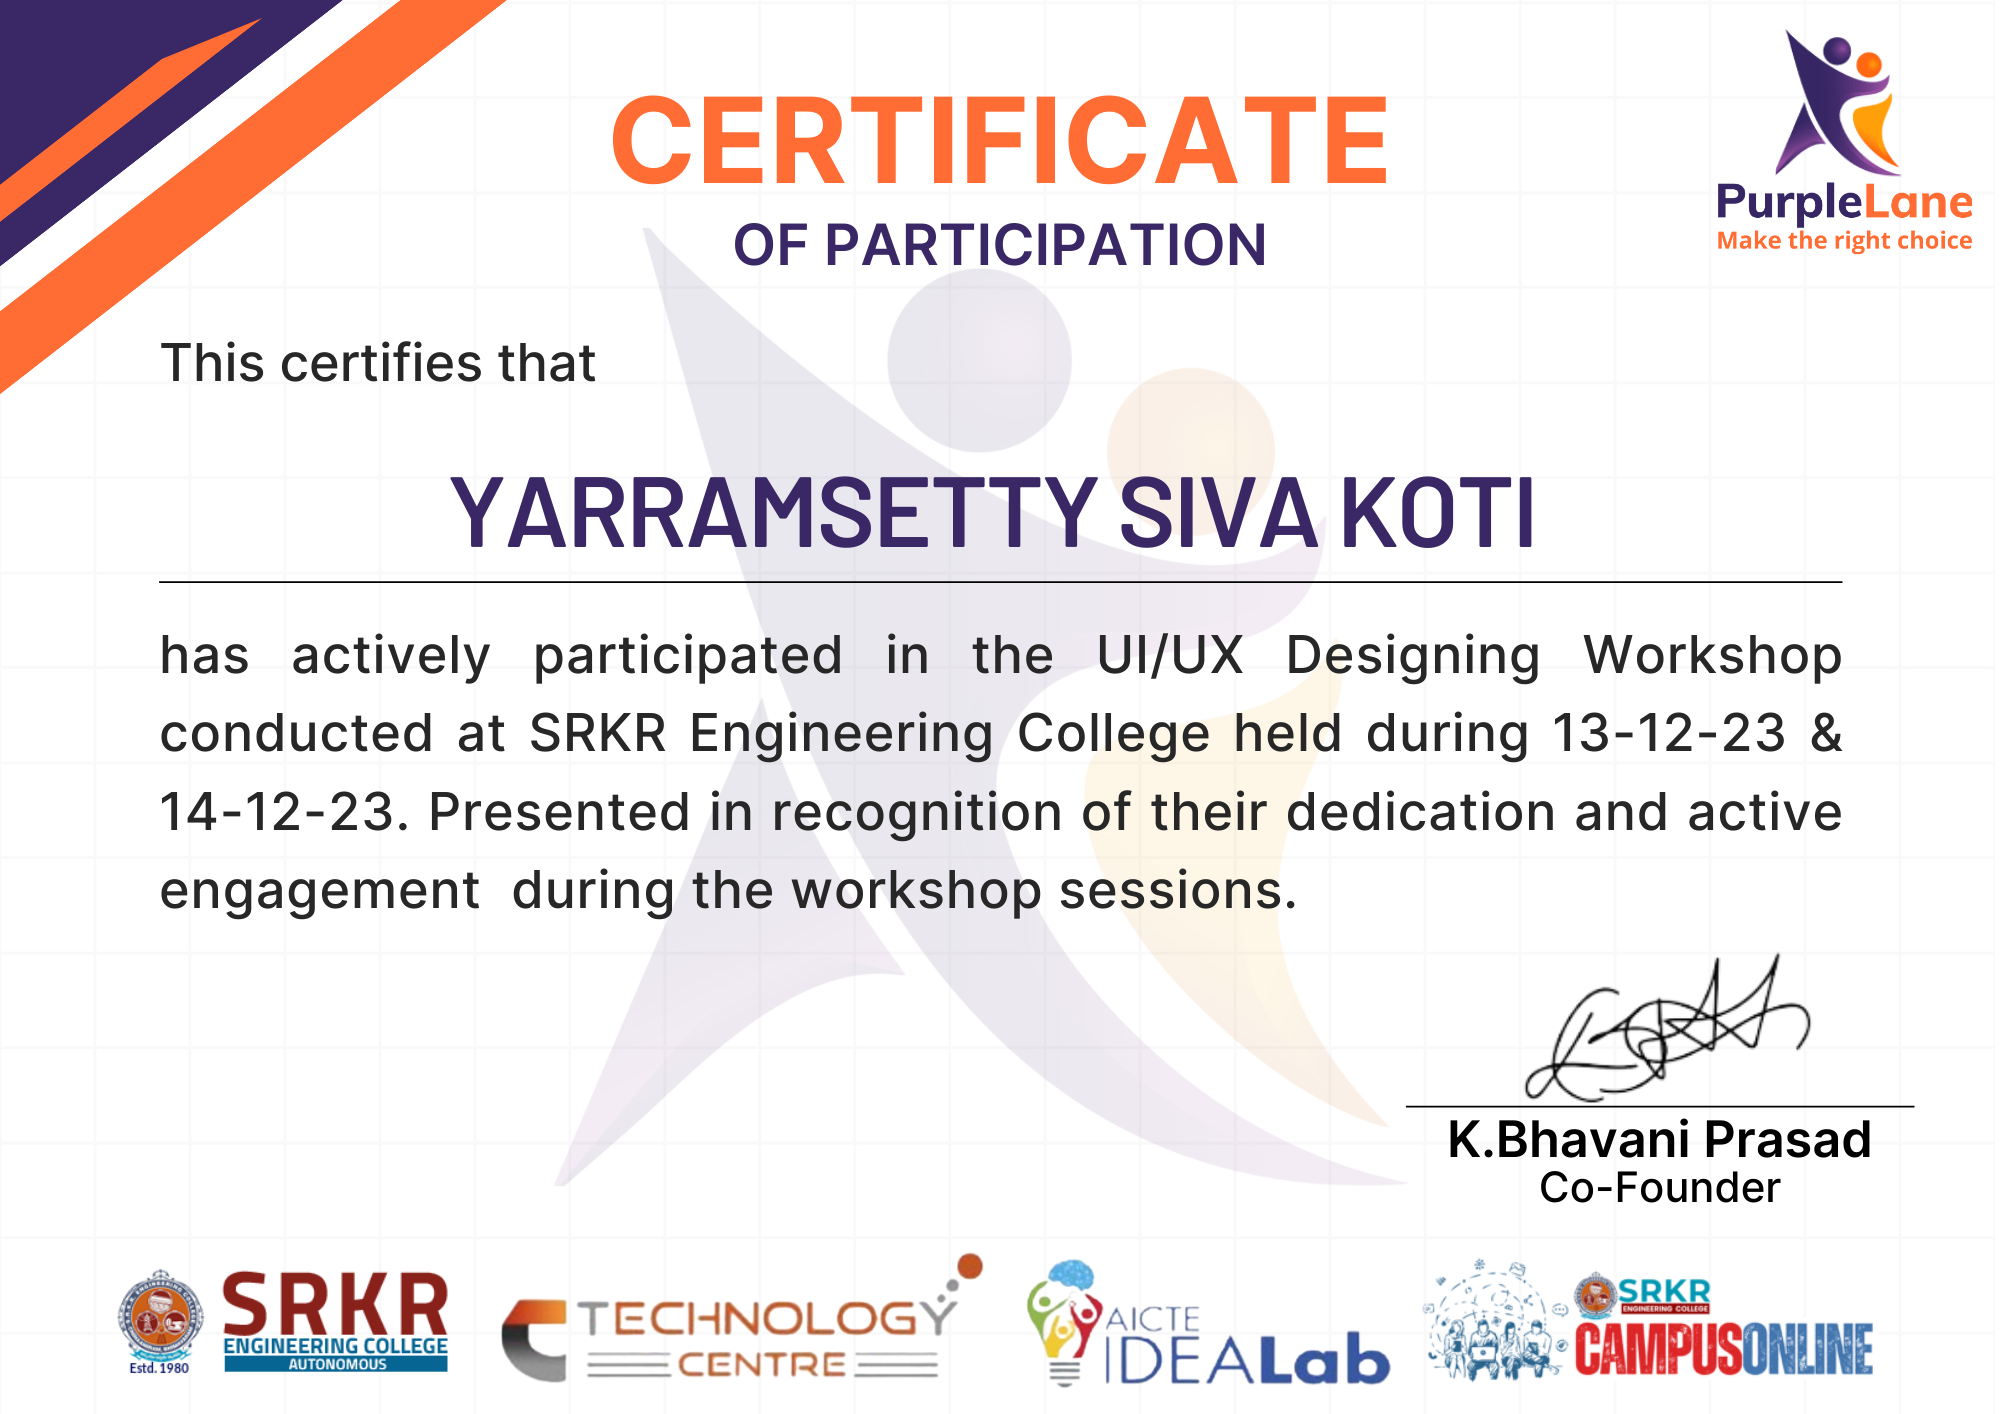 CERTIFICATE
OF PARTICIPATION
PurpleLane
Make the right choice
This certifies that
YARRAMSETTY SIVA KOTI
has actively participated in the UI/UX Designing Workshop
conducted at SRKR Engineering College held during 13-12-23 &
14-12-23. Presented in recognition of their dedication and active
engagement during the workshop sessions.
K.Bhavani Prasad
Co-Founder
Estd. 1980
SRKR
ENGINEERING COLLEGE
AUTONOMOUS
TECHNOLOGY
CENTRE
AICTE
IDEALab
SRKR
ENGINEERING COLLEGE
CAMPUSONLINE